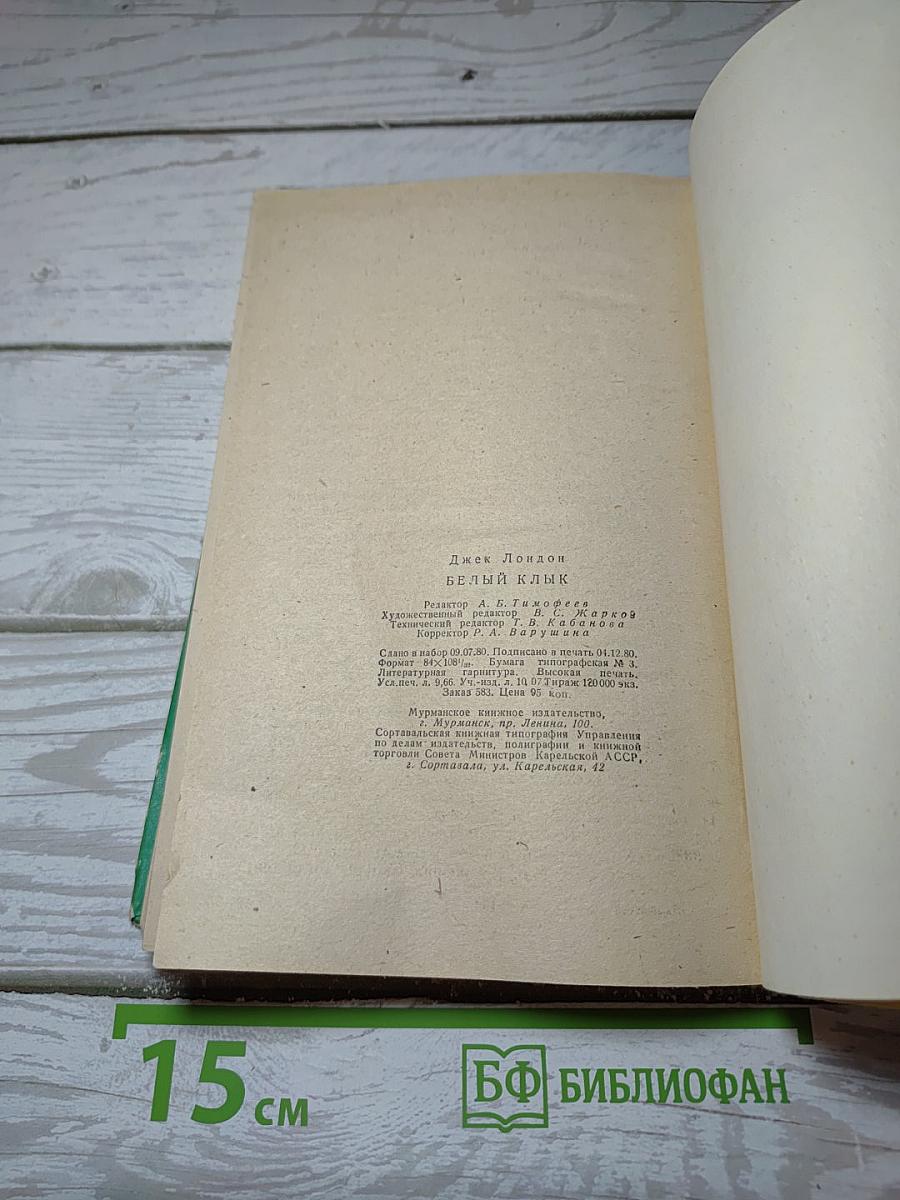 Джек Лондон
БЕЛЫЙ КЛЫК
Редактор А. Б. Тимофеев
Художественный редактор В. С. Жарков
Технический редактор Т. В. Кабанова
Корректор Р. А. Варушина
Сдано в набор 09.07.80. Подписано в печать 04.12.80.
Формат 84×108¹/₃₂. Бумага типографская № 3.
Литературная гарнитура. Высокая печать.
Усл.печ. л. 9,66. Уч.-изд. л. 10,07 Тираж 120 000 экз.
Заказ 583. Цена 95 коп.
Мурманское книжное издательство,
г. Мурманск, пр. Ленина, 100.
Сортавальская книжная типография Управления
по делам издательств, полиграфии и книжной
торговли Совета Министров Карельской АССР,
г. Сортавала, ул. Карельская, 42
15 см
БФ БИБЛИОФАН